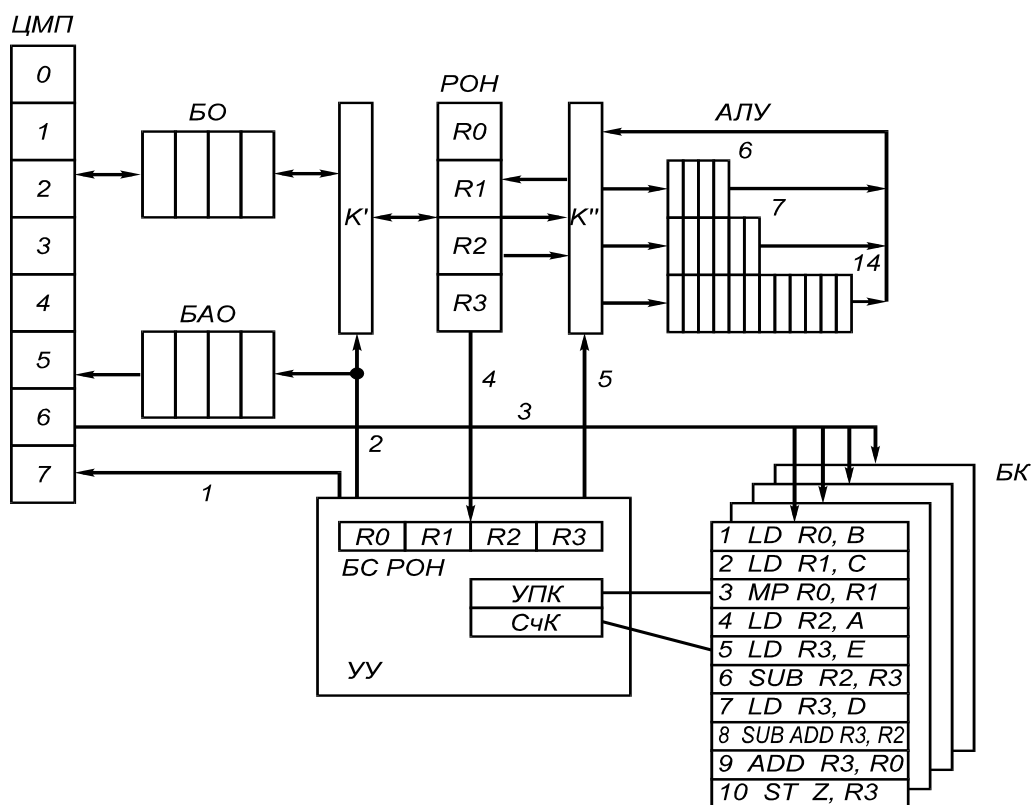 ЦМП
0
1
2
3
4
5
6
7
БО
БАО
К'
РОН
R0
R1
R2
R3
К"
АЛУ
6
7
14
4
5
3
2
1
R0 R1 R2 R3
БС РОН
УПК
СчК
УУ
БК
1 LD R0, B
2 LD R1, C
3 MP R0, R1
4 LD R2, A
5 LD R3, E
6 SUB R2, R3
7 LD R3, D
8 SUB ADD R3, R2
9 ADD R3, R0
10 ST Z, R3